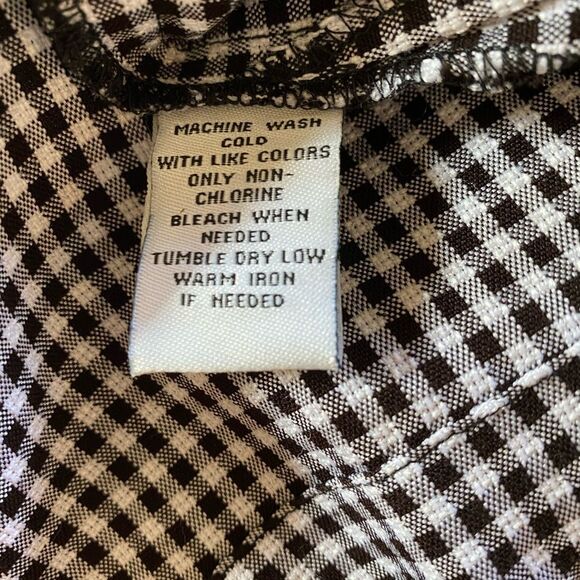 MACHINE WASH
COLD
WITH LIKE COLORS
ONLY NON-
CHLORINE
BLEACH WHEN
NEEDED
TUMBLE DRY LOW
WARM IRON
IF NEEDED